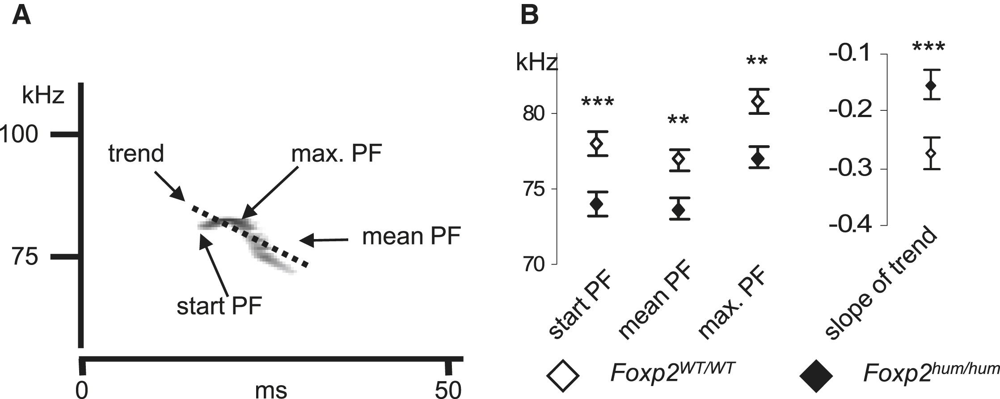 A
kHz
100
75
trend
max. PF
mean PF
start PF
0
ms
50
B
kHz
80
75
70
***
**
**
start PF
mean PF
max. PF
-0.1
-0.2
-0.3
-0.4
***
slope of trend
Foxp2WT/WT
Foxp2hum/hum